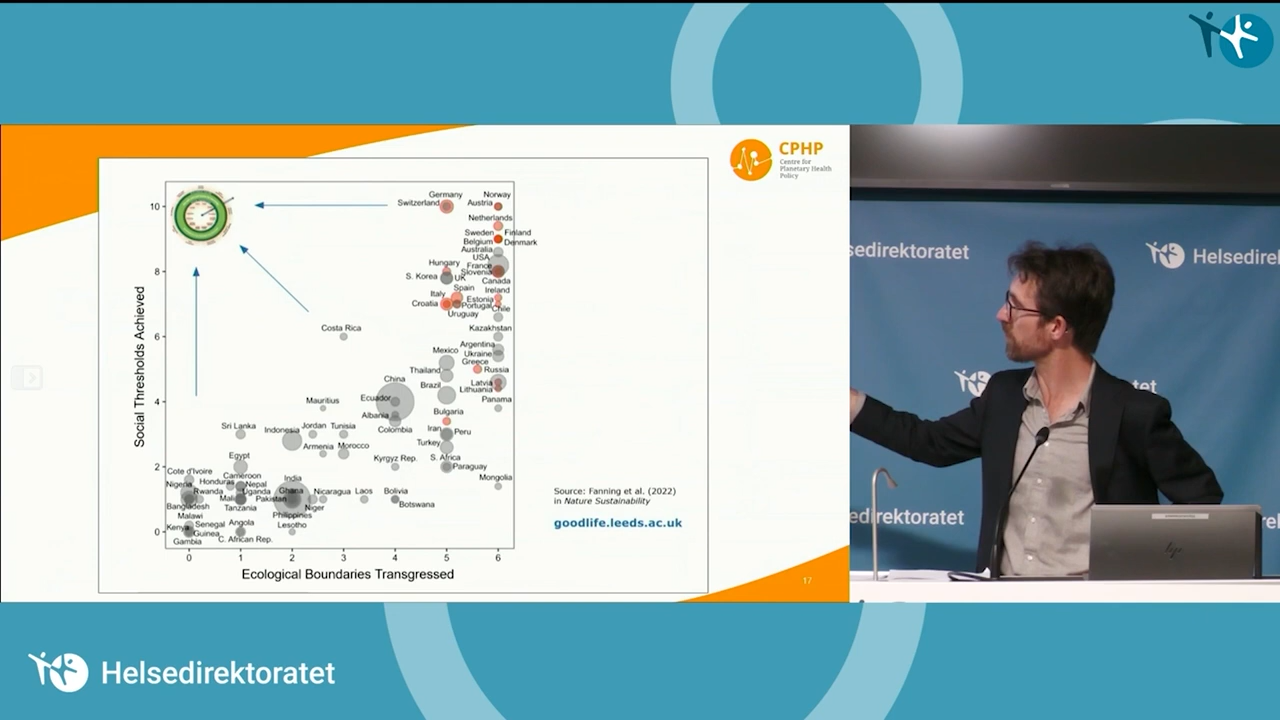 CPHP
Centre for
Planetary Health
Policy
Social Thresholds Achieved
10
8
6
4
2
0
Germany
Norway
Switzerland
Austria
Netherlands
Sweden
Finland
Belgium
Denmark
Australia
USA
Hungary
France
Slovenia
S. Korea
UK
Canada
Spain
Ireland
Italy
Estonia
Croatia
Portugal
Chile
Uruguay
Costa Rica
Kazakhstan
Argentina
Mexico
Ukraine
Greece
Thailand
Russia
China
Latvia
Brazil
Lithuania
Ecuador
Mauritius
Panama
Albania
Bulgaria
Sri Lanka
Jordan
Tunisia
Indonesia
Colombia
Iran
Peru
Armenia
Morocco
Turkey
Egypt
Kyrgyz Rep.
S. Africa
Paraguay
Cote d'Ivoire
Cameroon
India
Mongolia
Honduras
Nigeria
Nepal
Rwanda
Uganda
Ghana
Nicaragua
Laos
Bolivia
Mali
Pakistan
Bangladesh
Tanzania
Niger
Botswana
Malawi
Philippines
Kenya
Senegal
Angola
Lesotho
Guinea
Gambia
C. African Rep.
0 1 2 3 4 5 6
Ecological Boundaries Transgressed
Source: Fanning et al. (2022)
in Nature Sustainability
goodlife.leeds.ac.uk
17
sedirektoratet
Helsedirekto
et
edirektoratet
hp
Helsedirektoratet